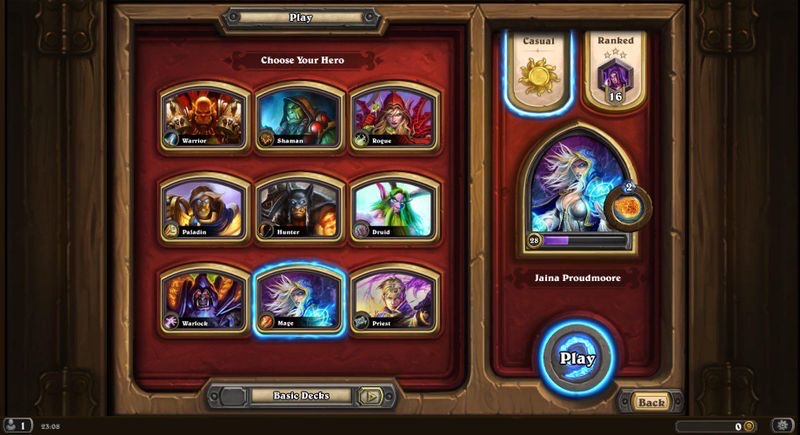 Play
Choose Your Hero
Warrior
Shaman
Rogue
Paladin
Hunter
Druid
Warlock
Mage
Priest
Basic Decks
Casual
Ranked
16
2
28
Jaina Proudmoore
Play
Back
1
23:08
0